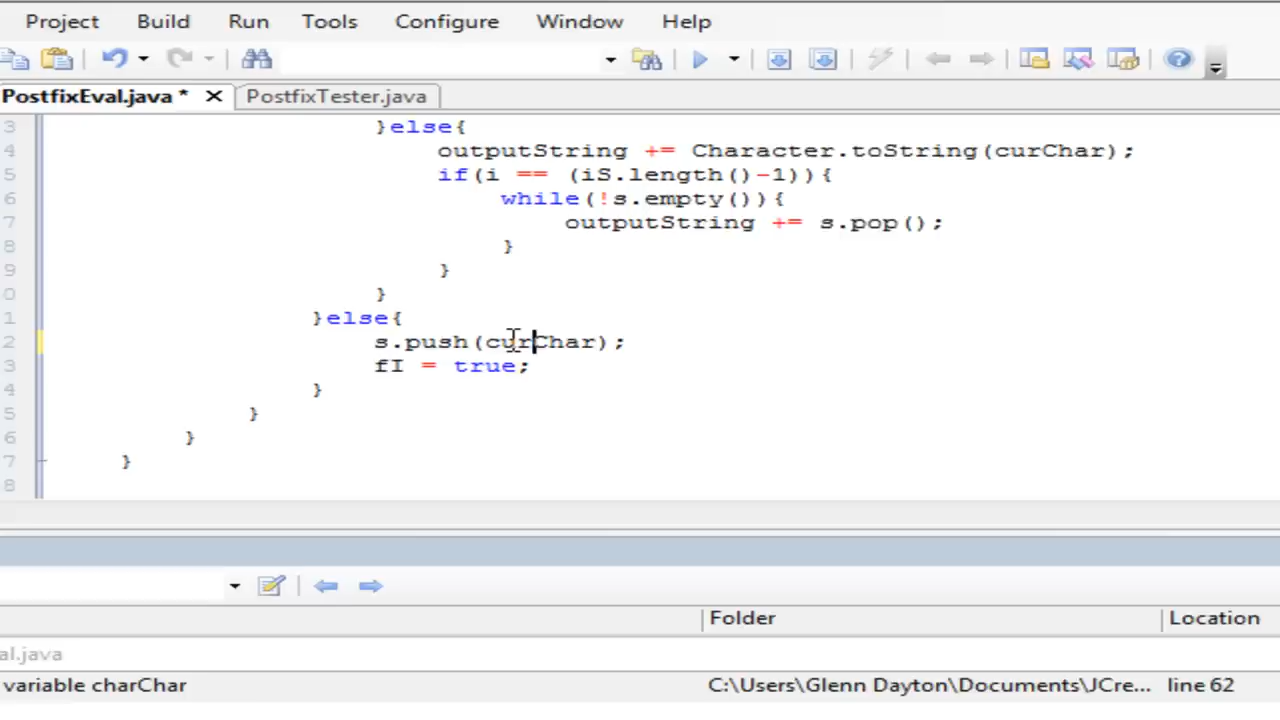 Project Build Run Tools Configure Window Help
PostfixEval.java * PostfixTester.java
3 }else{
4 outputString += Character.toString(curChar);
5 if(i == (iS.length()-1)){
6 while(!s.empty()){
7 outputString += s.pop();
8 }
9 }
0 }
1 }else{
2 s.push(curChar);
3 fI = true;
4 }
5 }
6 }
7 }
8
Folder Location
al.java
variable charChar C:\Users\Glenn Dayton\Documents\JCre... line 62